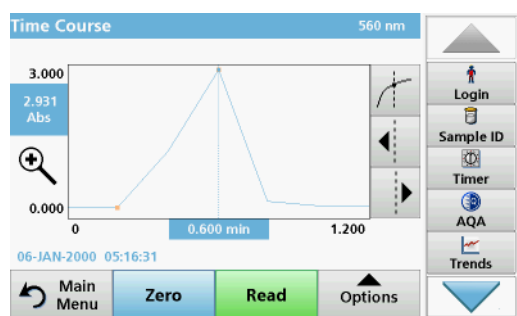 Time Course
560 nm
3.000
2.931
Abs
0.000
0
0.600 min
1.200
06-JAN-2000 05:16:31
Main
Menu
Zero
Read
Options
Login
Sample ID
Timer
AQA
Trends